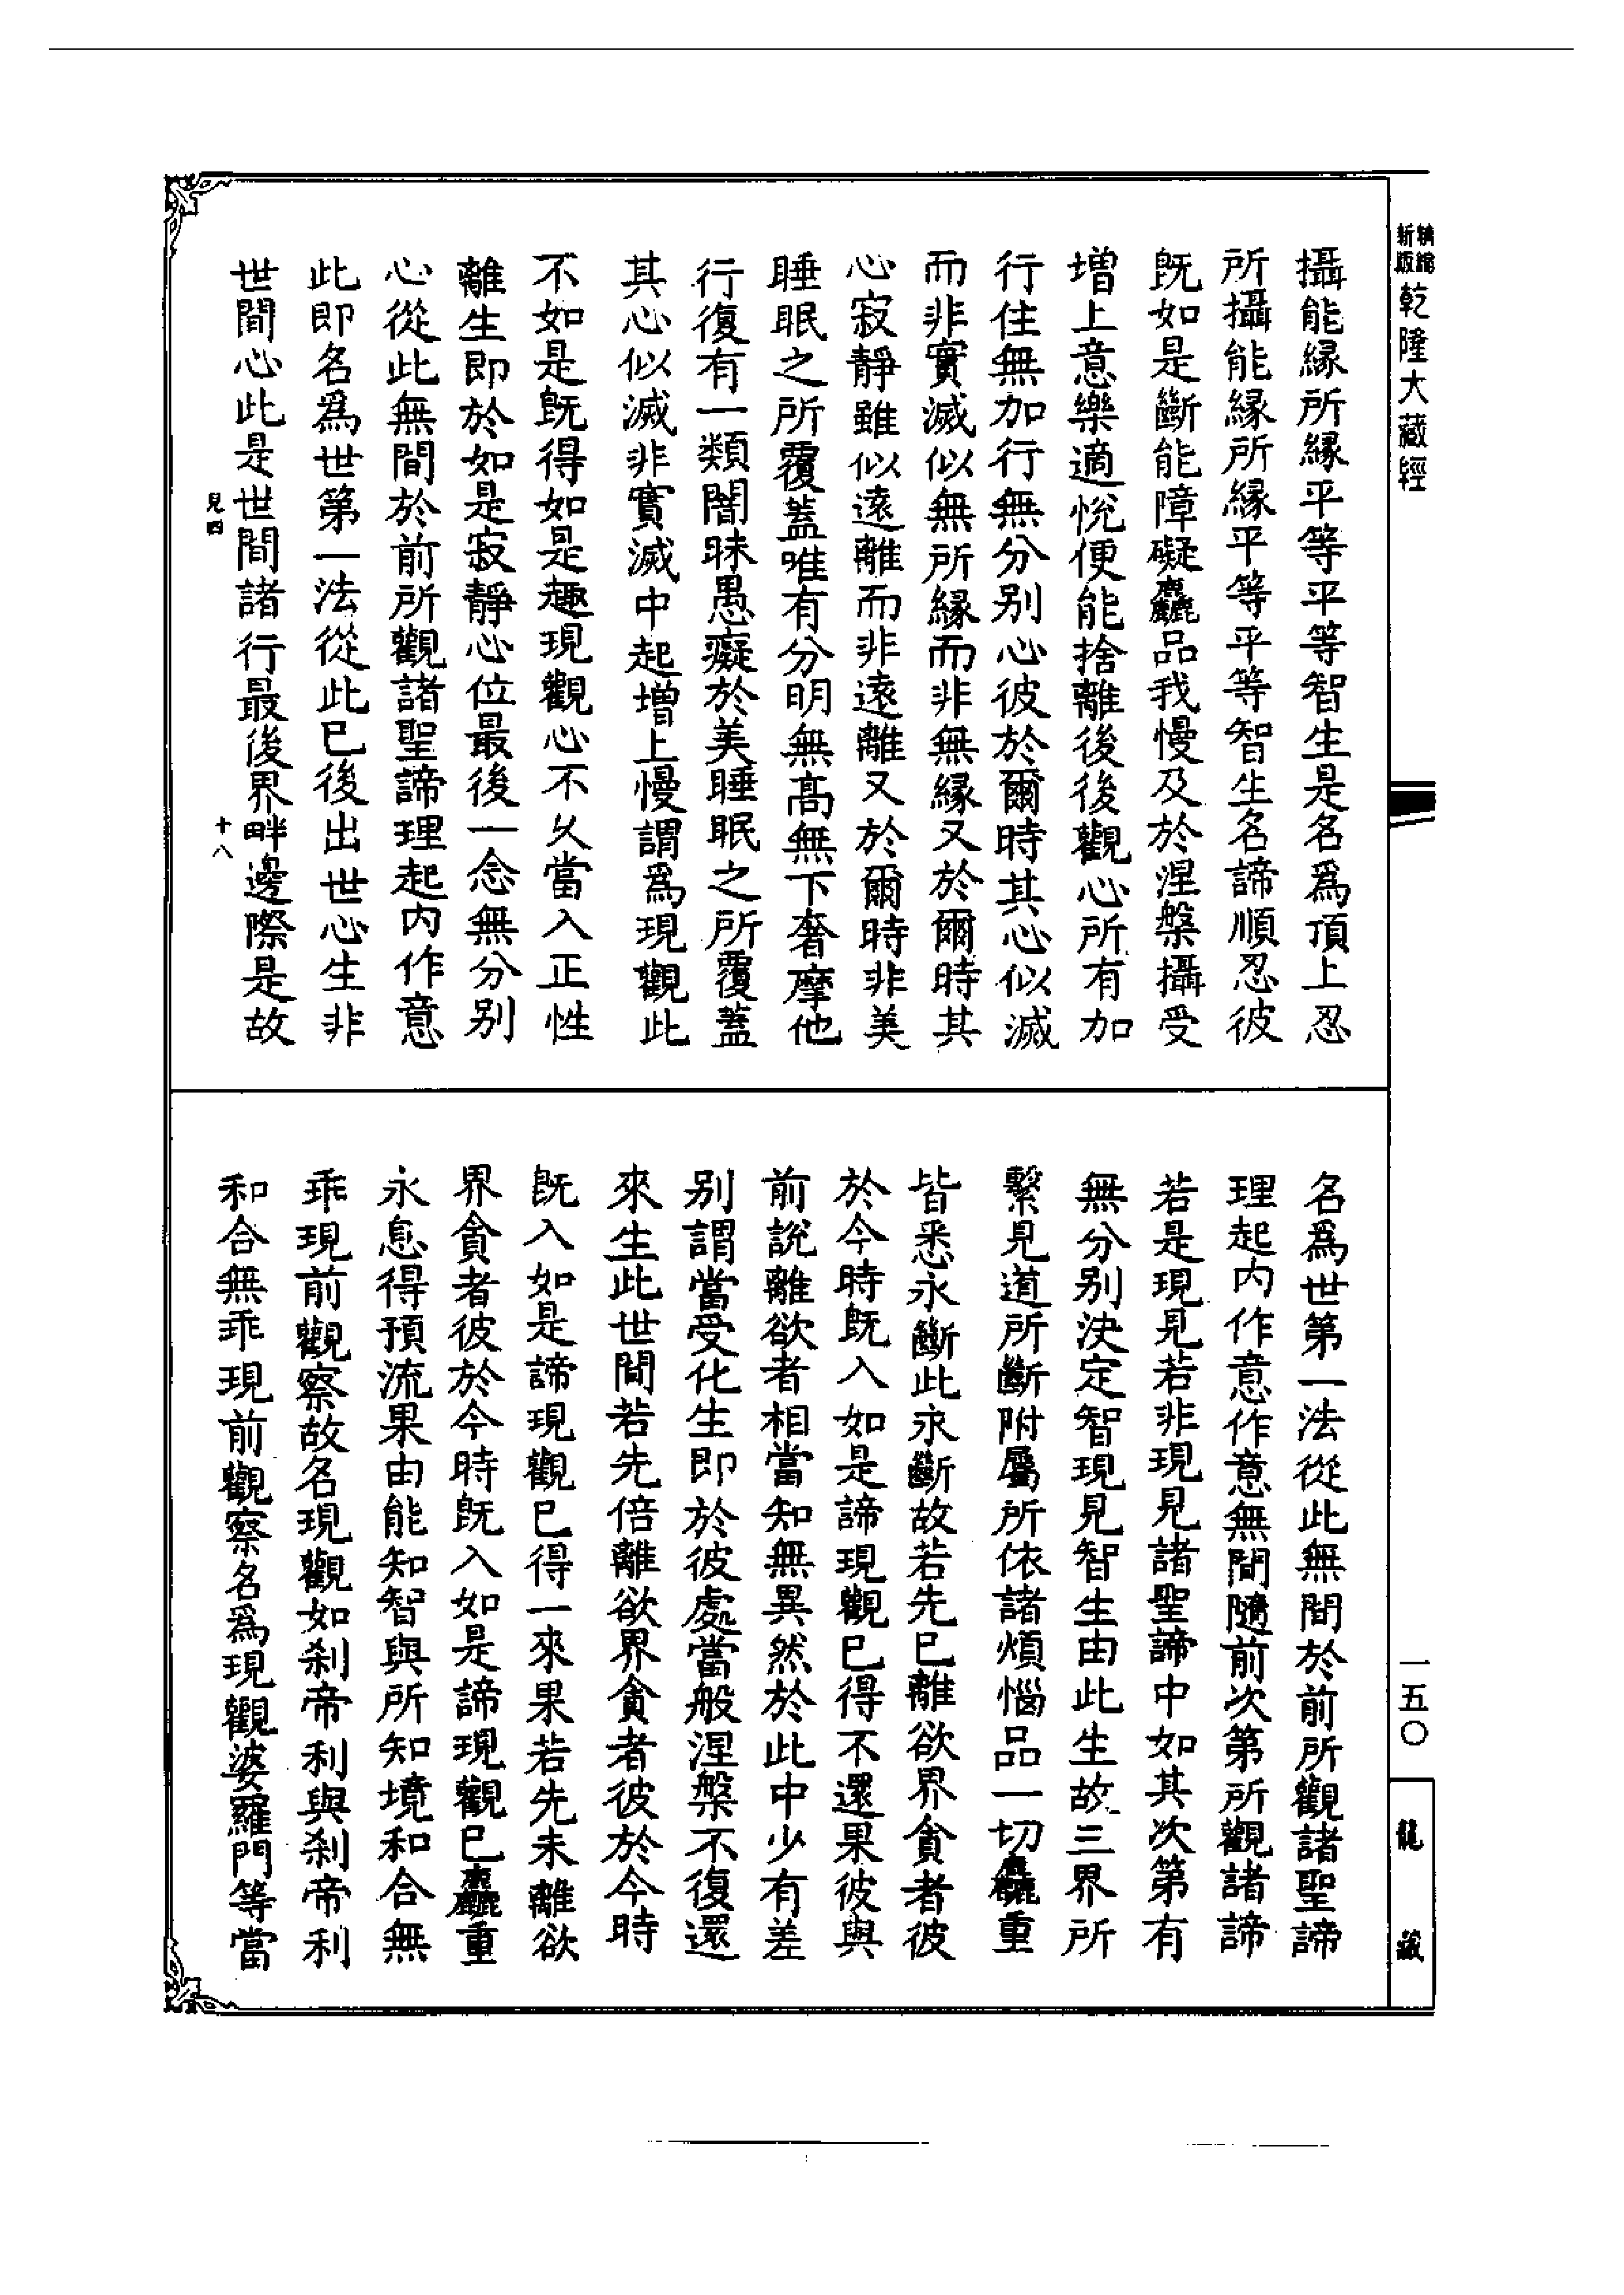 精縮新版乾隆大藏經
攝能緣所緣平等平等智生是名爲頂上忍
所攝能緣所緣平等平等智生名諦順忍彼
旣如是斷能障礙麤品我慢及於涅槃攝受
增上意樂適悅便能捨離後後觀心所有加
行住無加行無分別心彼於爾時其心似滅
而非實滅似無所緣而非無緣又於爾時其
心寂靜雖似遠離而非遠離又於爾時非美
睡眠之所覆蓋唯有分明無高無下奢摩他
行復有一類闇昧愚癡於美睡眠之所覆蓋
其心似滅非實滅中起增上慢謂爲現觀此
不如是旣得如是趣現觀心不久當入正性
離生即於如是寂靜心位最後一念無分別
心從此無間於前所觀諸聖諦理起內作意
此即名爲世第一法從此已後出世心生非
世間心此是世間諸行最後界畔邊際是故
見四
十八
名爲世第一法從此無間於前所觀諸聖諦
理起內作意作意無間隨前次第所觀諸諦
若是現見若非現見諸聖諦中如其次第有
無分別決定智現見智生由此生故三界所
繫見道所斷附屬所依諸煩惱品一切麤重
皆悉永斷此永斷故若先已離欲界貪者彼
於今時旣入如是諦現觀已得不還果彼與
前說離欲者相當知無異然於此中少有差
別謂當受化生即於彼處當般涅槃不復還
來生此世間若先倍離欲界貪者彼於今時
旣入如是諦現觀已得一來果若先未離欲
界貪者彼於今時旣入如是諦現觀已麤重
永息得預流果由能知智與所知境和合無
乖現前觀察故名現觀如刹帝利與刹帝利
和合無乖現前觀察名爲現觀婆羅門等當
一五〇
龍藏